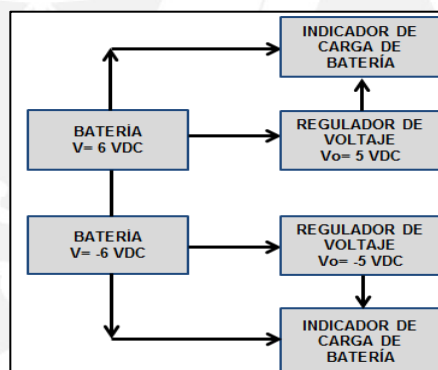 INDICADOR DE
CARGA DE
BATERÍA
BATERÍA
V= 6 VDC
REGULADOR DE
VOLTAJE
Vo= 5 VDC
BATERÍA
V= -6 VDC
REGULADOR DE
VOLTAJE
Vo= -5 VDC
INDICADOR DE
CARGA DE
BATERÍA